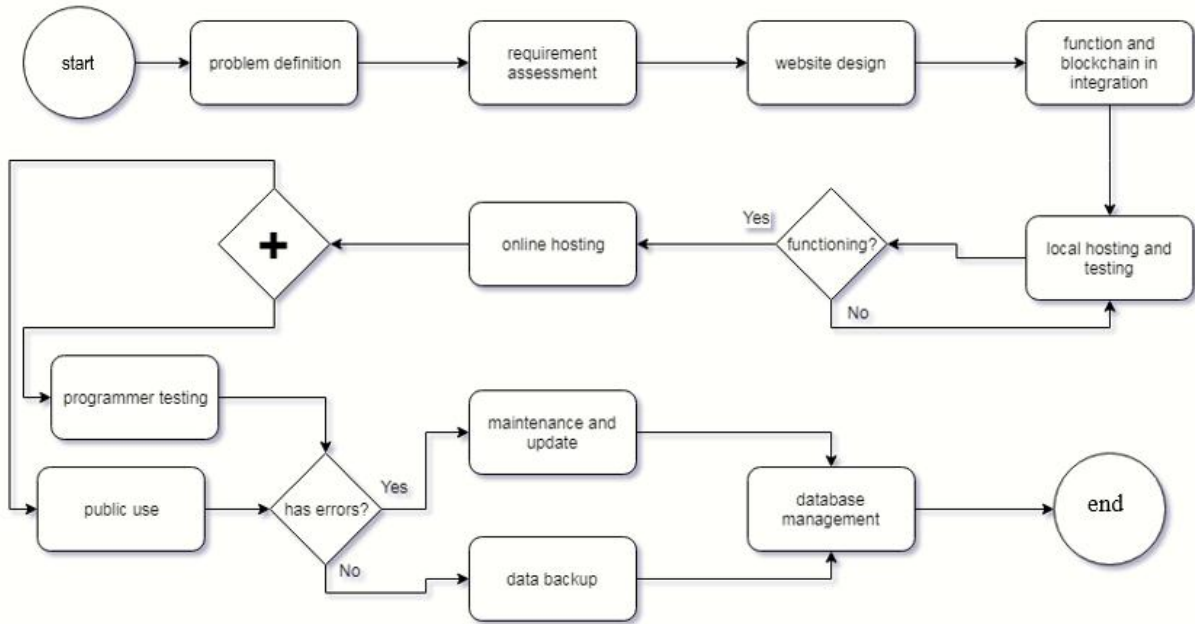 start
problem definition
requirement
assessment
website design
function and
blockchain in
integration
+
online hosting
Yes
functioning?
No
local hosting and
testing
programmer testing
public use
has errors?
Yes
No
maintenance and
update
data backup
database
management
end